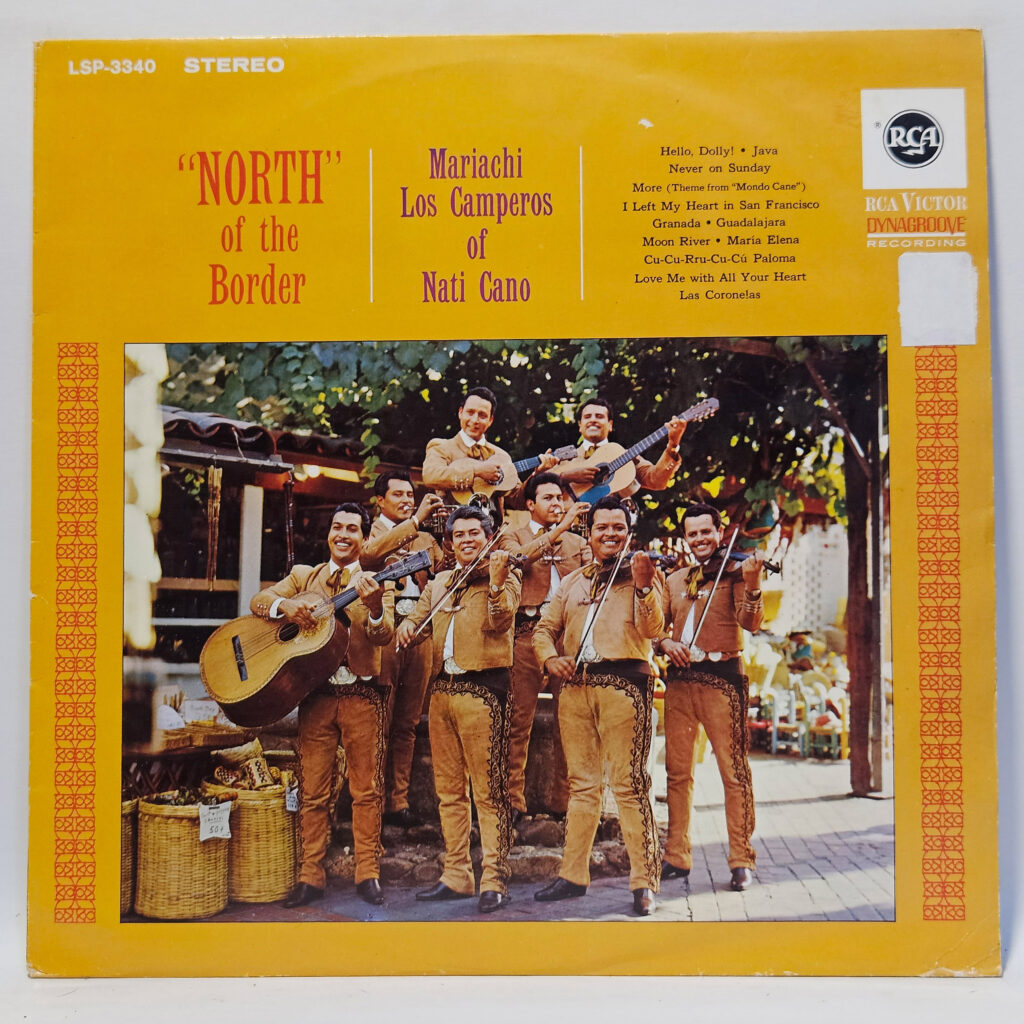 LSP-3340 STEREO
“NORTH”
of the
Border
Mariachi
Los Camperos
of
Nati Cano
Hello, Dolly! • Java
Never on Sunday
More (Theme from “Mondo Cane”)
I Left My Heart in San Francisco
Granada • Guadalajara
Moon River • María Elena
Cu-Cu-Rru-Cu-Cú Paloma
Love Me with All Your Heart
Las Coronelas
®
RCA
RCA VICTOR
DYNAGROOVE
RECORDING
50¢